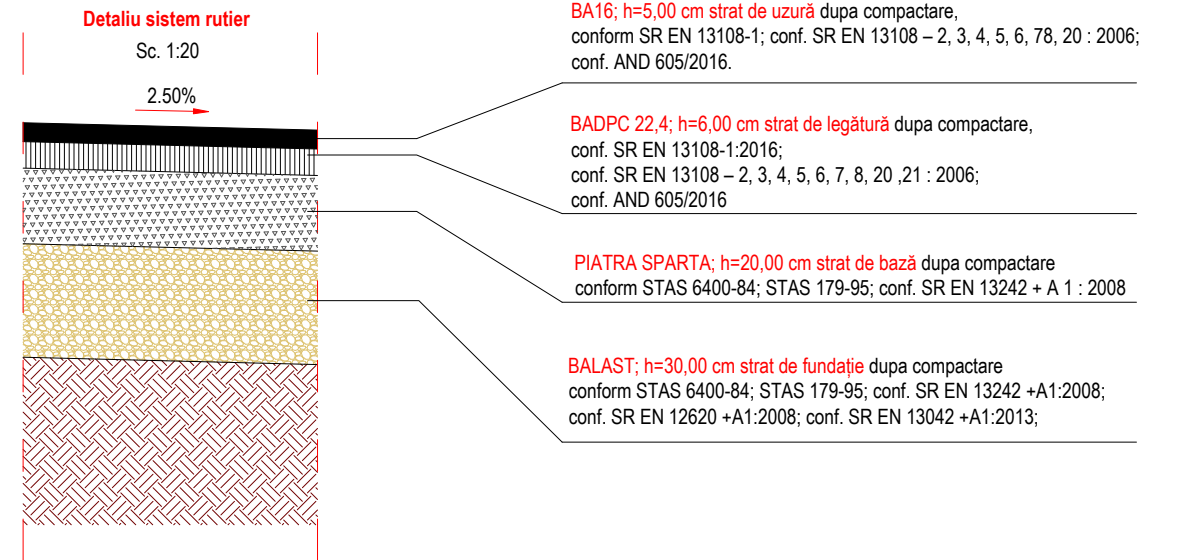 Detaliu sistem rutier
Sc. 1:20
2.50%
BA16; h=5,00 cm strat de uzură dupa compactare,
conform SR EN 13108-1; conf. SR EN 13108 – 2, 3, 4, 5, 6, 78, 20 : 2006;
conf. AND 605/2016.
BADPC 22,4; h=6,00 cm strat de legătură dupa compactare,
conf. SR EN 13108-1:2016;
conf. SR EN 13108 – 2, 3, 4, 5, 6, 7, 8, 20 ,21 : 2006;
conf. AND 605/2016
PIATRA SPARTA; h=20,00 cm strat de bază dupa compactare
conform STAS 6400-84; STAS 179-95; conf. SR EN 13242 + A 1 : 2008
BALAST; h=30,00 cm strat de fundație dupa compactare
conform STAS 6400-84; STAS 179-95; conf. SR EN 13242 +A1:2008;
conf. SR EN 12620 +A1:2008; conf. SR EN 13042 +A1:2013;